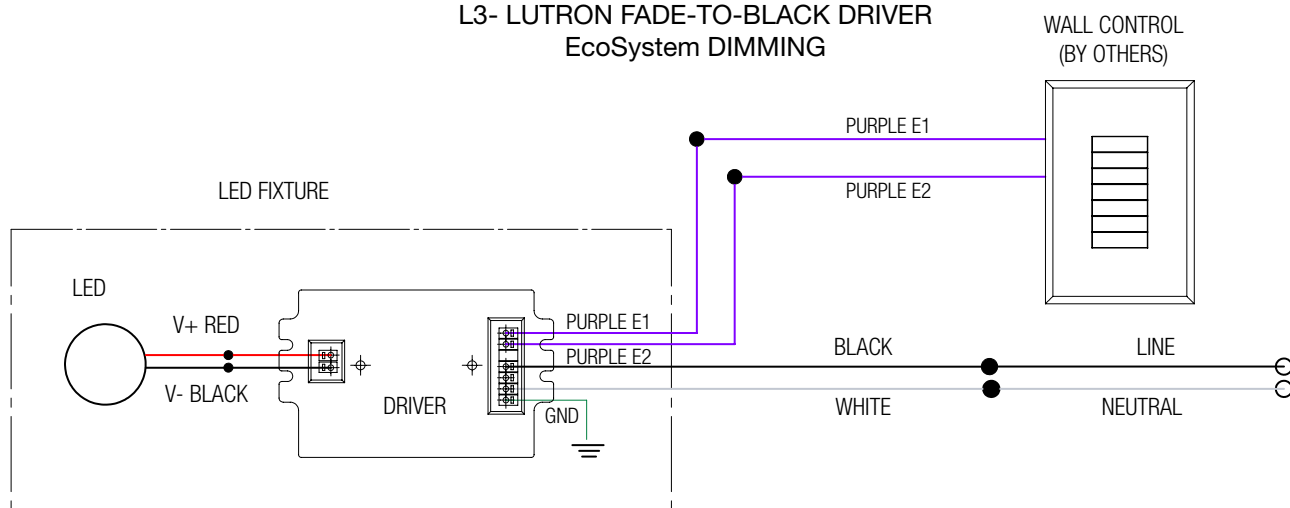 L3- LUTRON FADE-TO-BLACK DRIVER
EcoSystem DIMMING
WALL CONTROL
(BY OTHERS)
PURPLE E1
PURPLE E2
LED FIXTURE
LED
V+ RED
V- BLACK
DRIVER
PURPLE E1
PURPLE E2
GND
BLACK
LINE
WHITE
NEUTRAL